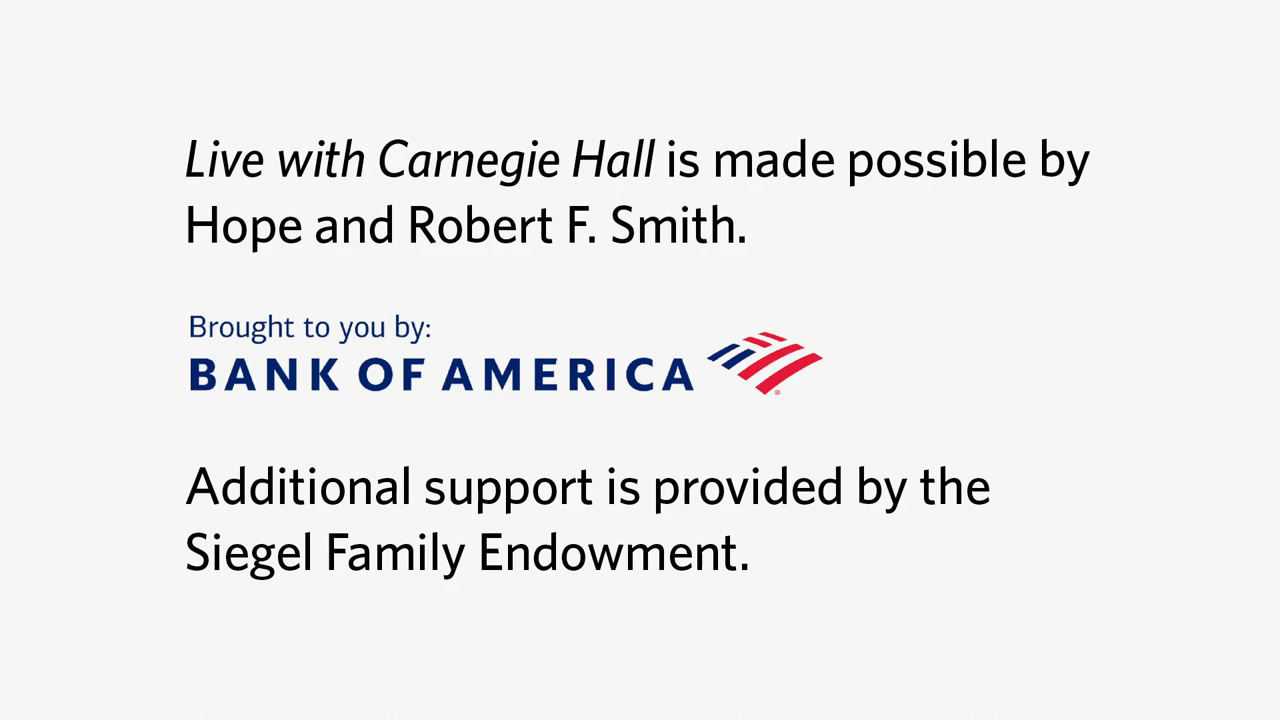 Live with Carnegie Hall is made possible by
Hope and Robert F. Smith.
Brought to you by:
BANK OF AMERICA
Additional support is provided by the
Siegel Family Endowment.